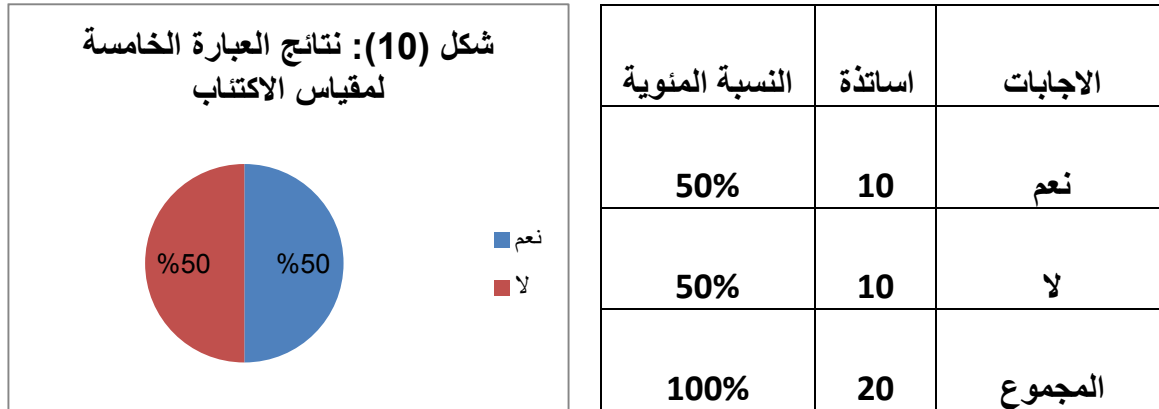 شكل (10): نتائج العبارة الخامسة
لمقياس الاكتئاب
%50 %50
نعم
لا
الاجابات اساتذة النسبة المئوية
نعم 10 50%
لا 10 50%
المجموع 20 100%